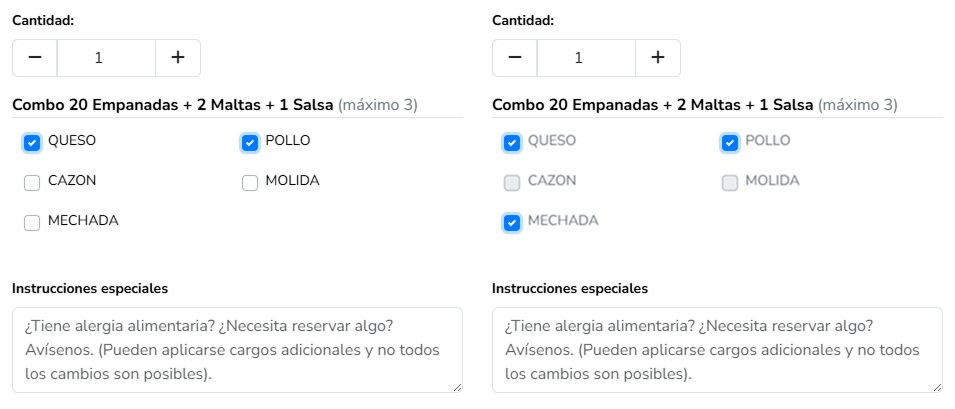 Cantidad:
− 1 +
Combo 20 Empanadas + 2 Maltas + 1 Salsa (máximo 3)
QUESO POLLO
CAZON MOLIDA
MECHADA
Instrucciones especiales
¿Tiene alergia alimentaria? ¿Necesita reservar algo?
Avísenos. (Pueden aplicarse cargos adicionales y no todos
los cambios son posibles).
Cantidad:
− 1 +
Combo 20 Empanadas + 2 Maltas + 1 Salsa (máximo 3)
QUESO POLLO
CAZON MOLIDA
MECHADA
Instrucciones especiales
¿Tiene alergia alimentaria? ¿Necesita reservar algo?
Avísenos. (Pueden aplicarse cargos adicionales y no todos
los cambios son posibles).